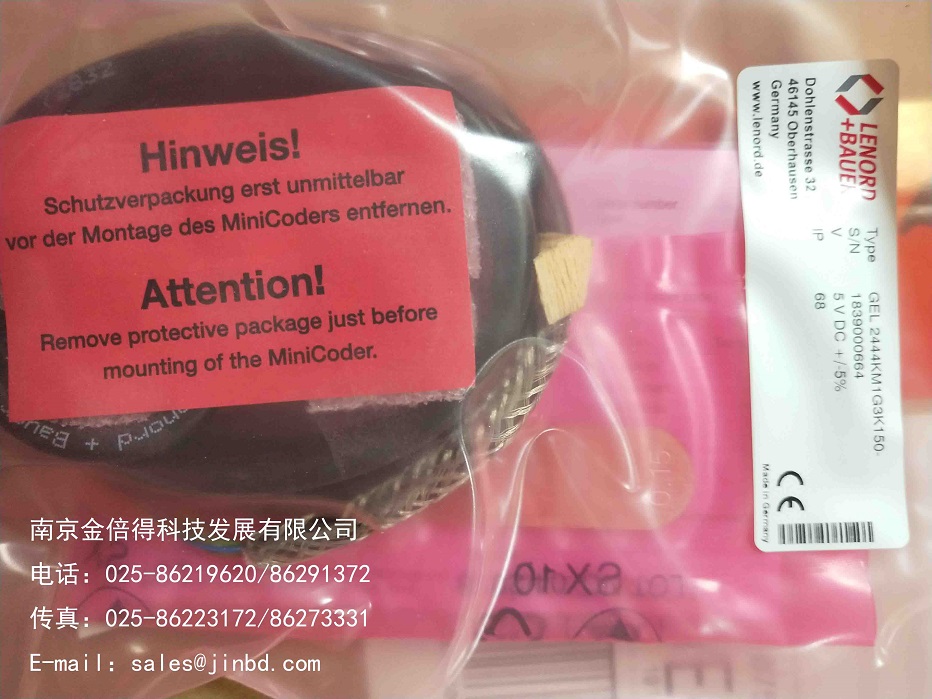 Hinweis!
Schutzverpackung erst unmittelbar
vor der Montage des MiniCoders entfernen.
Attention!
Remove protective package just before
mounting of the MiniCoder.
LENORD
+BAUER
Dohlenstrasse 32
46145 Oberhausen
Germany
www.lenord.de
Type GEL 2444KM1G3K150-
S/N 1839000664
V 5 V DC +/-5%
IP 68
CE
Made in Germany
南京金倍得科技发展有限公司
电话：025-86219620/86291372
传真：025-86223172/86273331
E-mail：sales@jinbd.com